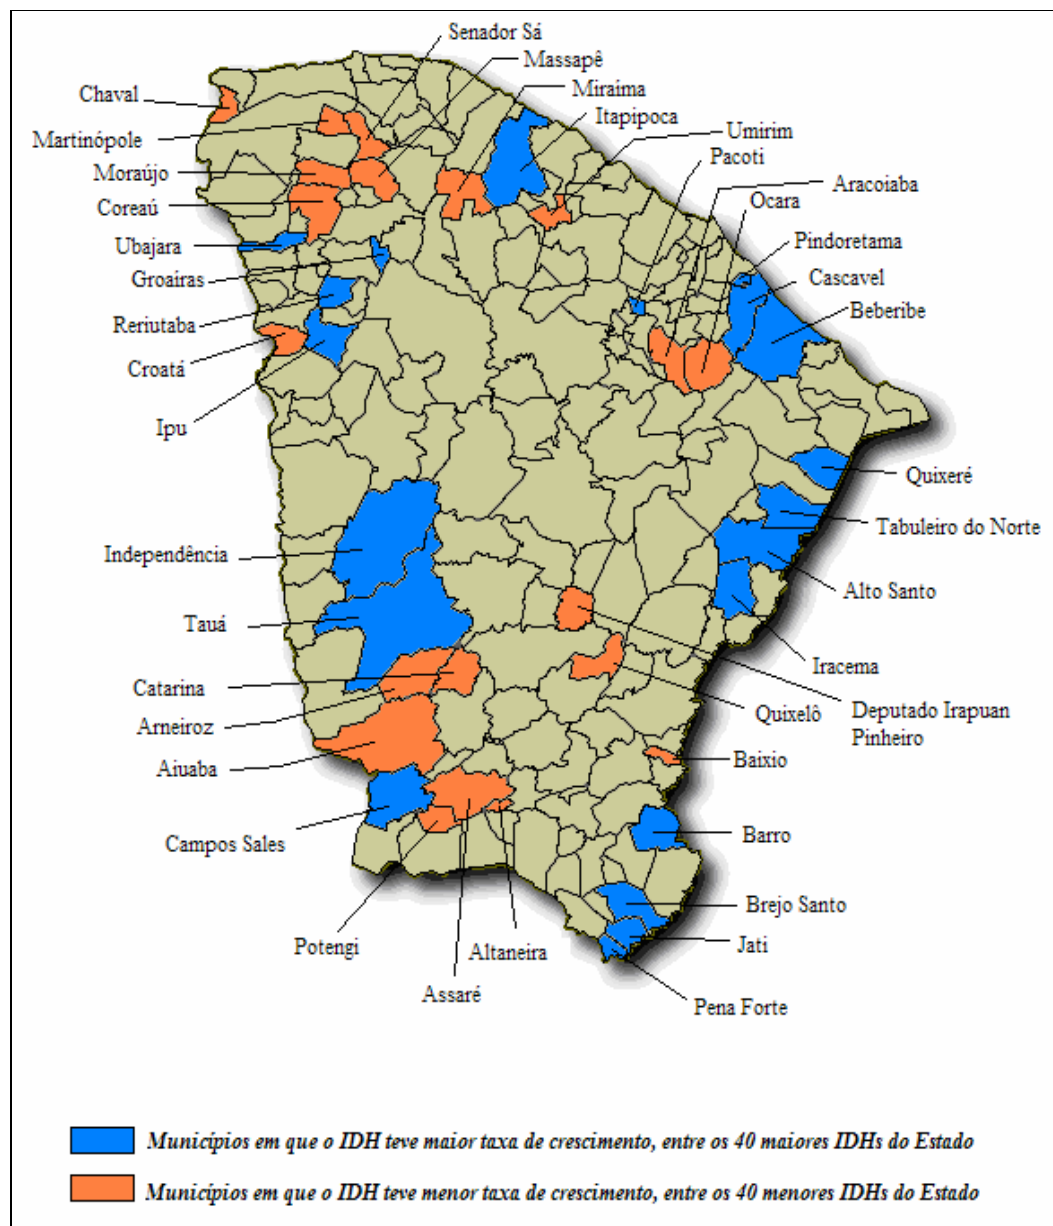 Senador Sá
Massapê
Miraíma
Itapipoca
Umirim
Pacoti
Aracoiaba
Ocara
Pindoretama
Cascavel
Beberibe
Chaval
Martinópole
Moraújo
Coreaú
Ubajara
Groairas
Reriutaba
Croatá
Ipu
Quixeré
Tabuleiro do Norte
Alto Santo
Iracema
Independência
Tauá
Catarina
Arneiroz
Aiuaba
Campos Sales
Quixelô
Deputado Irapuan
Pinheiro
Baixio
Barro
Brejo Santo
Jati
Pena Forte
Potengi
Altaneira
Assaré
Municípios em que o IDH teve maior taxa de crescimento, entre os 40 maiores IDHs do Estado
Municípios em que o IDH teve menor taxa de crescimento, entre os 40 menores IDHs do Estado